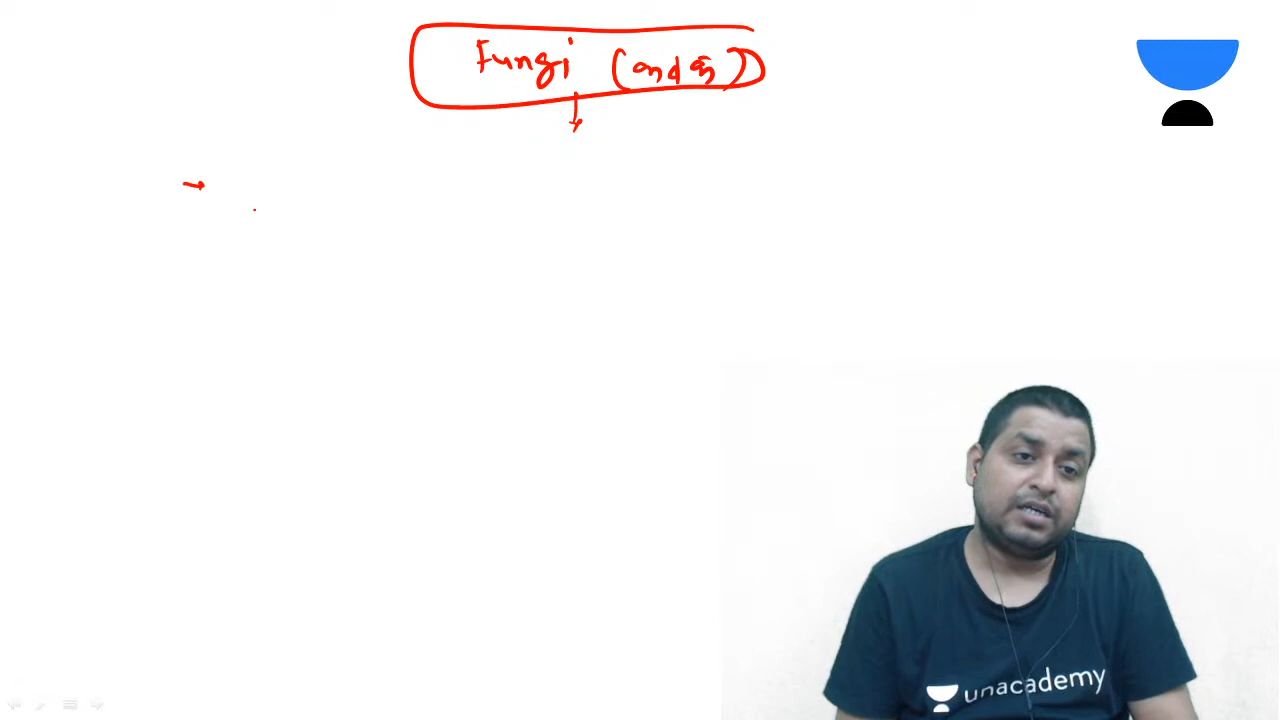 Fungi (कवक)
unacademy